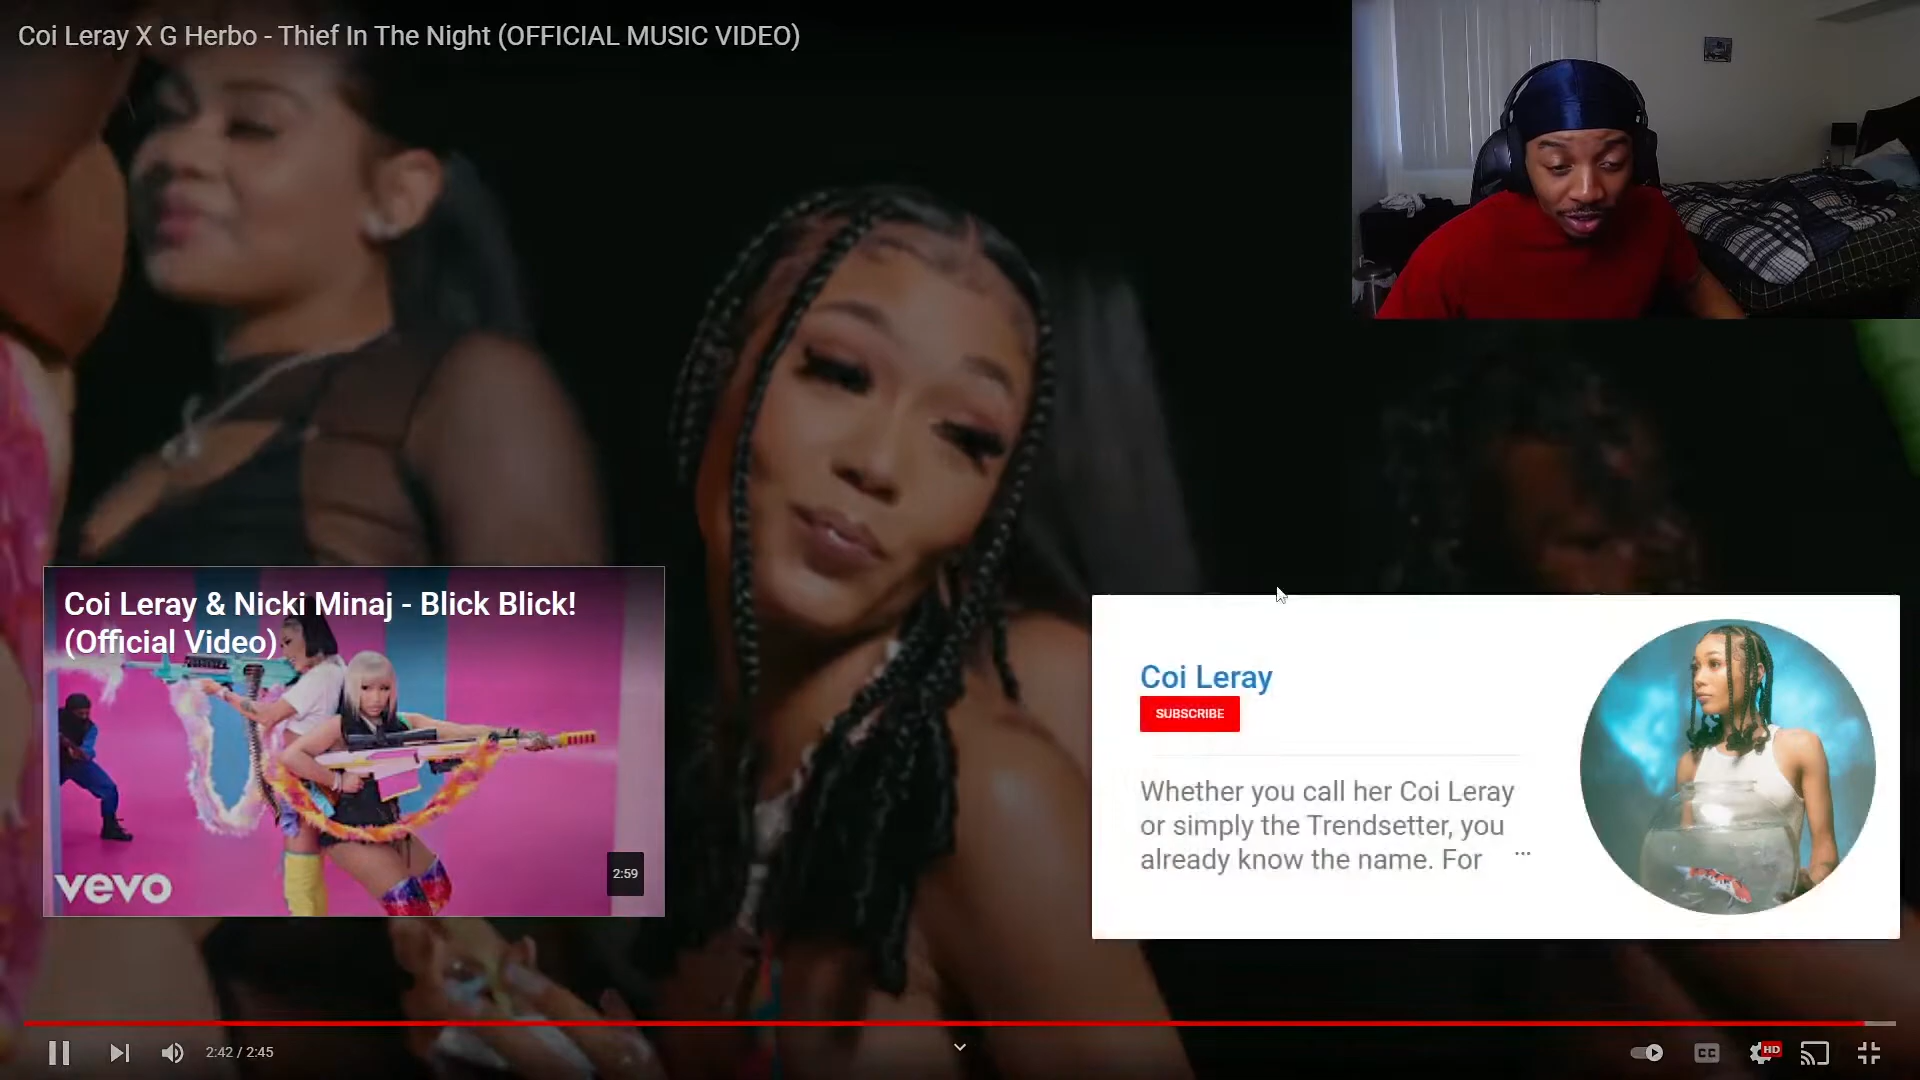 Coi Leray X G Herbo - Thief In The Night (OFFICIAL MUSIC VIDEO)
Coi Leray & Nicki Minaj - Blick Blick!
(Official Video)
vevo
2:59
Coi Leray
SUBSCRIBE
Whether you call her Coi Leray
or simply the Trendsetter, you
already know the name. For ...
2:42 / 2:45
CC
HD